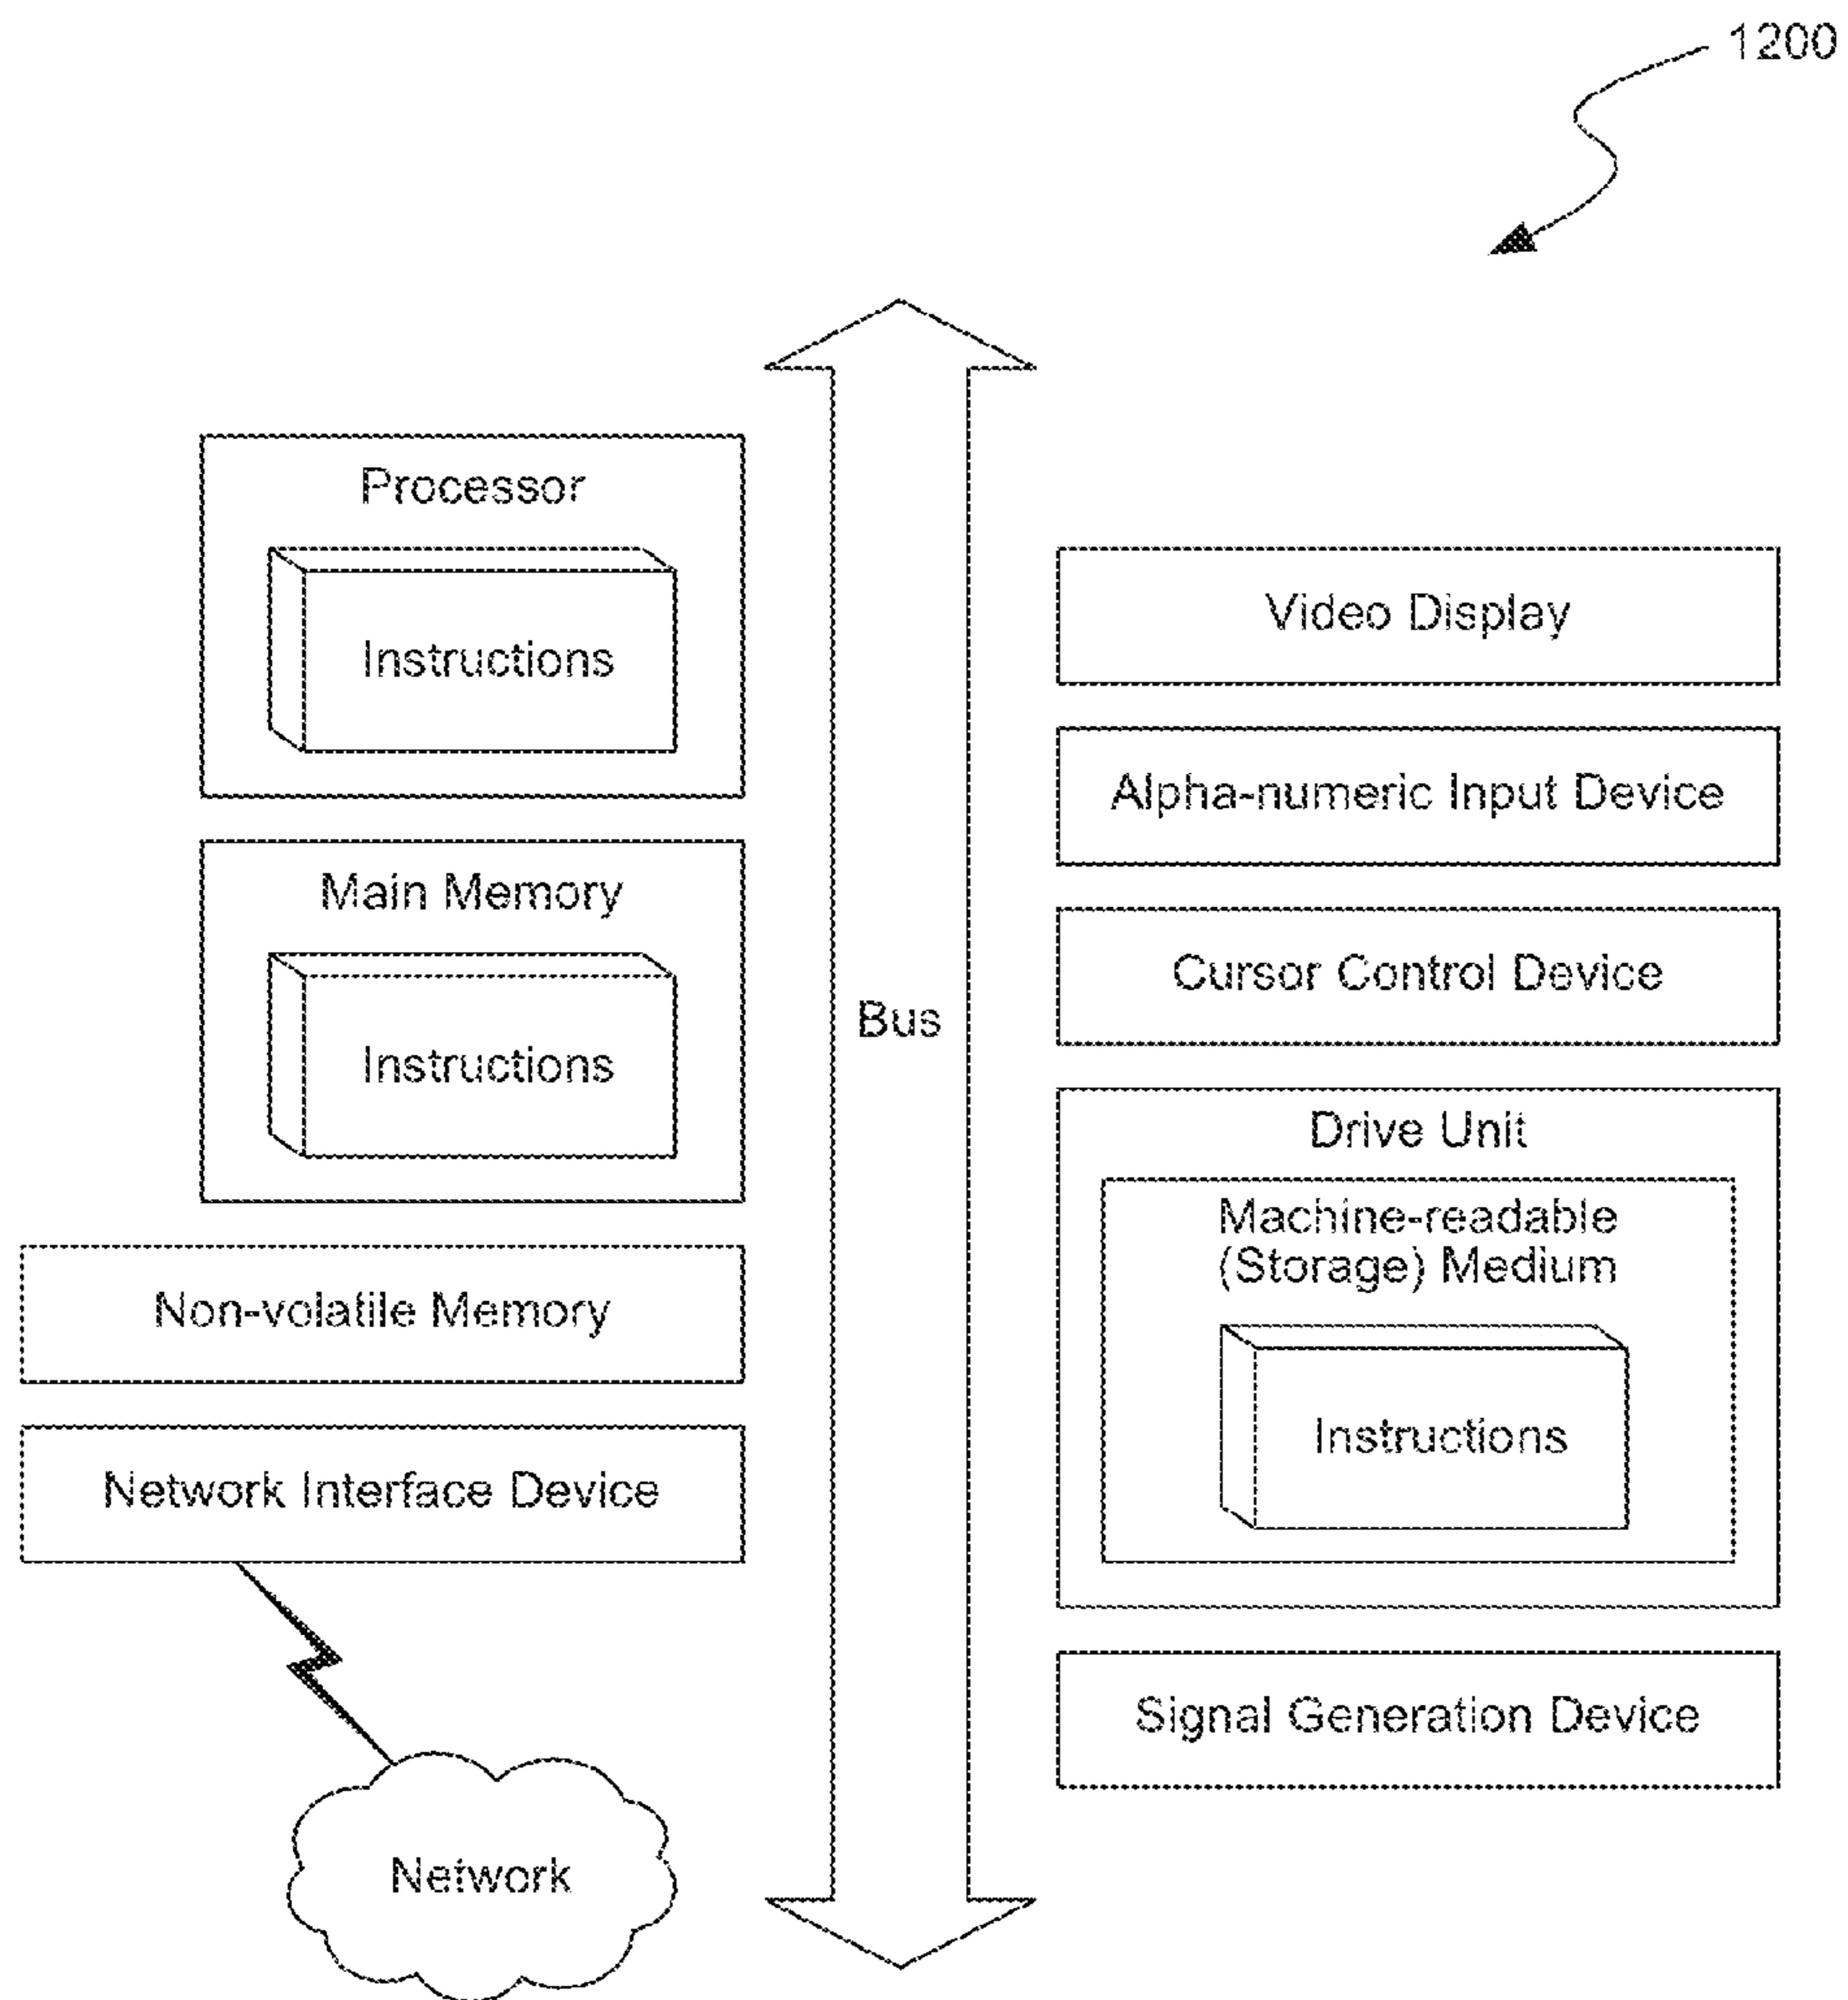 1200
Processor
Instructions
Main Memory
Instructions
Non-volatile Memory
Network Interface Device
Network
Bus
Video Display
Alpha-numeric Input Device
Cursor Control Device
Drive Unit
Machine-readable
(Storage) Medium
Instructions
Signal Generation Device